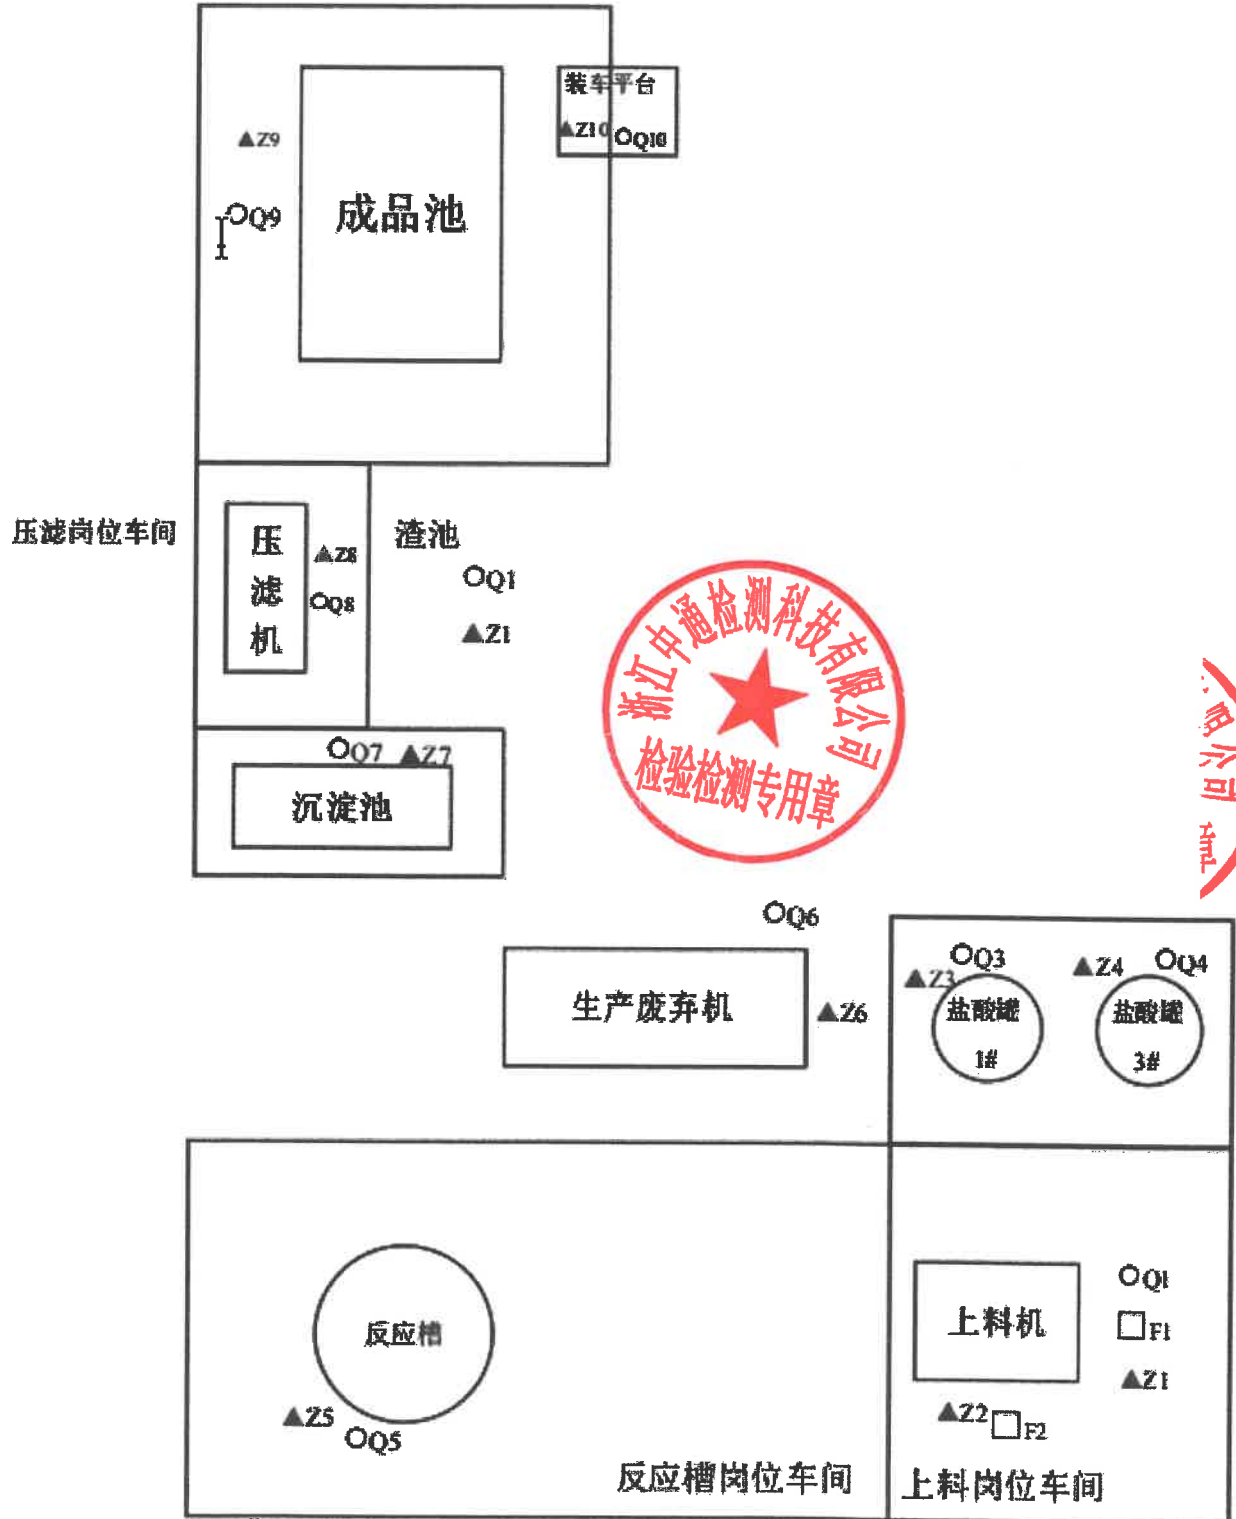 装车平台
▲Z10 OQ10
▲Z9
OQ9
成品池
压滤岗位车间
压滤机
▲Z8
OQ8
渣池
OQ1
▲Z1
浙江中通检测科技有限公司
检验检测专用章
OQ7 ▲Z7
沉淀池
OQ6
生产废弃机
▲Z6
▲Z3 OQ3
盐酸罐
1#
▲Z4 OQ4
盐酸罐
3#
反应槽
▲Z5
OQ5
反应槽岗位车间
上料机
OQ1
□F1
▲Z1
▲Z2 □F2
上料岗位车间
公司
章